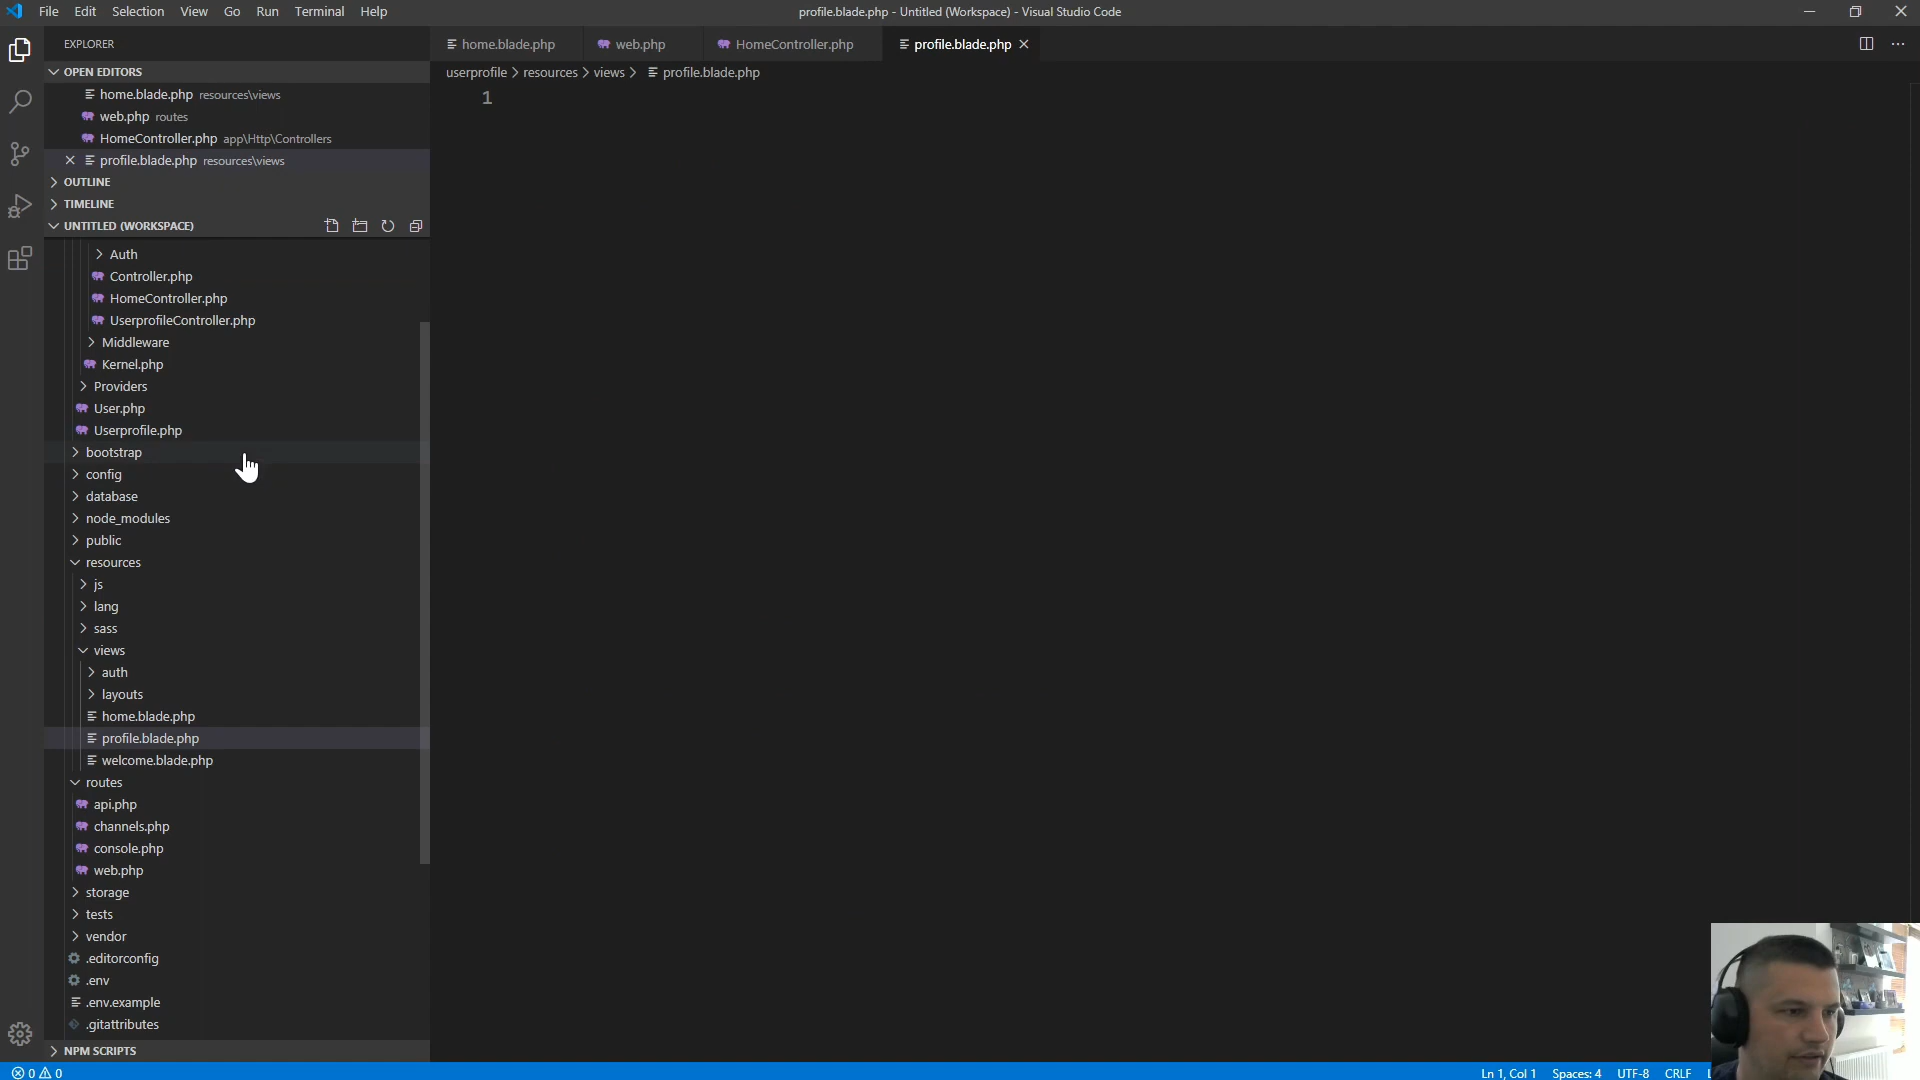 File Edit Selection View Go Run Terminal Help
profile.blade.php - Untitled (Workspace) - Visual Studio Code
EXPLORER
home.blade.php web.php HomeController.php profile.blade.php
OPEN EDITORS
userprofile > resources > views > profile.blade.php
home.blade.php resources\views
1
web.php routes
HomeController.php app\Http\Controllers
profile.blade.php resources\views
OUTLINE
TIMELINE
UNTITLED (WORKSPACE)
Auth
Controller.php
HomeController.php
UserprofileController.php
Middleware
Kernel.php
Providers
User.php
Userprofile.php
bootstrap
config
database
node_modules
public
resources
js
lang
sass
views
auth
layouts
home.blade.php
profile.blade.php
welcome.blade.php
routes
api.php
channels.php
console.php
web.php
storage
tests
vendor
.editorconfig
.env
.env.example
.gitattributes
NPM SCRIPTS
0 0 Ln 1, Col 1 Spaces: 4 UTF-8 CRLF